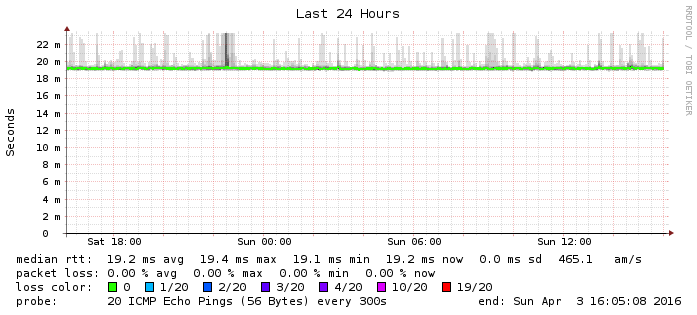 Last 24 Hours
RRDTOOL / TOBI OETIKER
Seconds
22 m
20 m
18 m
16 m
14 m
12 m
10 m
8 m
6 m
4 m
2 m
0
Sat 18:00 Sun 00:00 Sun 06:00 Sun 12:00
median rtt: 19.2 ms avg 19.4 ms max 19.1 ms min 19.2 ms now 0.0 ms sd 465.1 am/s
packet loss: 0.00 % avg 0.00 % max 0.00 % min 0.00 % now
loss color: 0 1/20 2/20 3/20 4/20 10/20 19/20
probe: 20 ICMP Echo Pings (56 Bytes) every 300s end: Sun Apr 3 16:05:08 2016